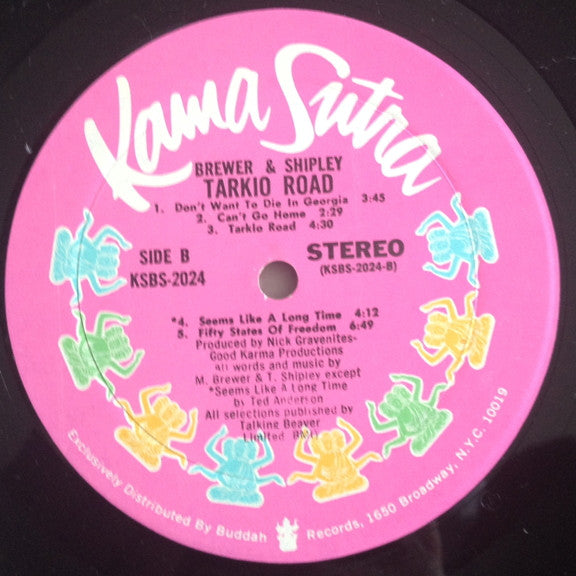 Kama Sutra
BREWER & SHIPLEY
TARKIO ROAD
1. Don't Want To Die In Georgia 3:45
2. Can't Go Home 2:29
3. Tarkio Road 4:30
SIDE B
KSBS-2024
STEREO
(KSBS-2024-B)
*4. Seems Like A Long Time 4:12
5. Fifty States Of Freedom 6:49
Produced by Nick Gravenites-
Good Karma Productions
all words and music by
M. Brewer & T. Shipley except
*Seems Like A Long Time
by Ted Anderson
All selections published by
Talking Beaver
Limited BMI
Exclusively Distributed By Buddah Records, 1650 Broadway, N.Y.C. 10019